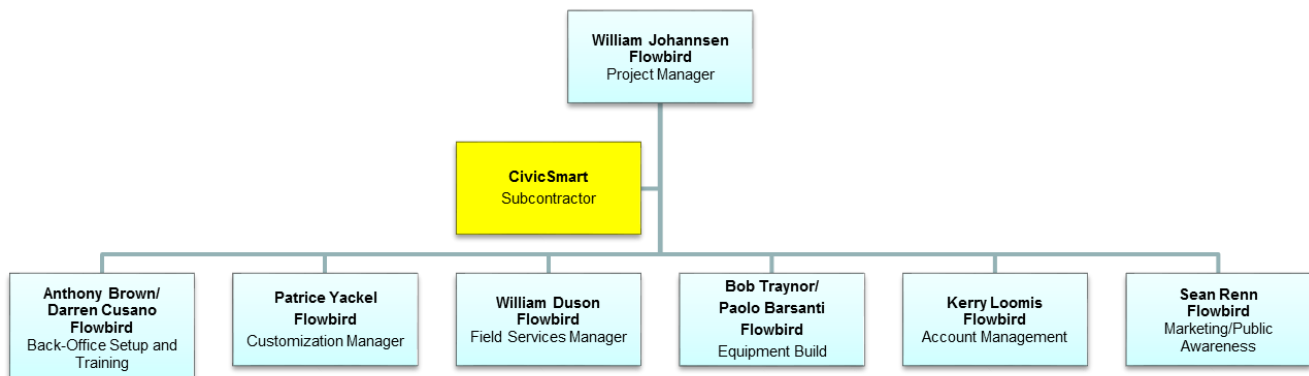 William Johannsen
Flowbird
Project Manager
CivicSmart
Subcontractor
Anthony Brown/
Darren Cusano
Flowbird
Back-Office Setup and
Training
Patrice Yackel
Flowbird
Customization Manager
William Duson
Flowbird
Field Services Manager
Bob Traynor/
Paolo Barsanti
Flowbird
Equipment Build
Kerry Loomis
Flowbird
Account Management
Sean Renn
Flowbird
Marketing/Public
Awareness